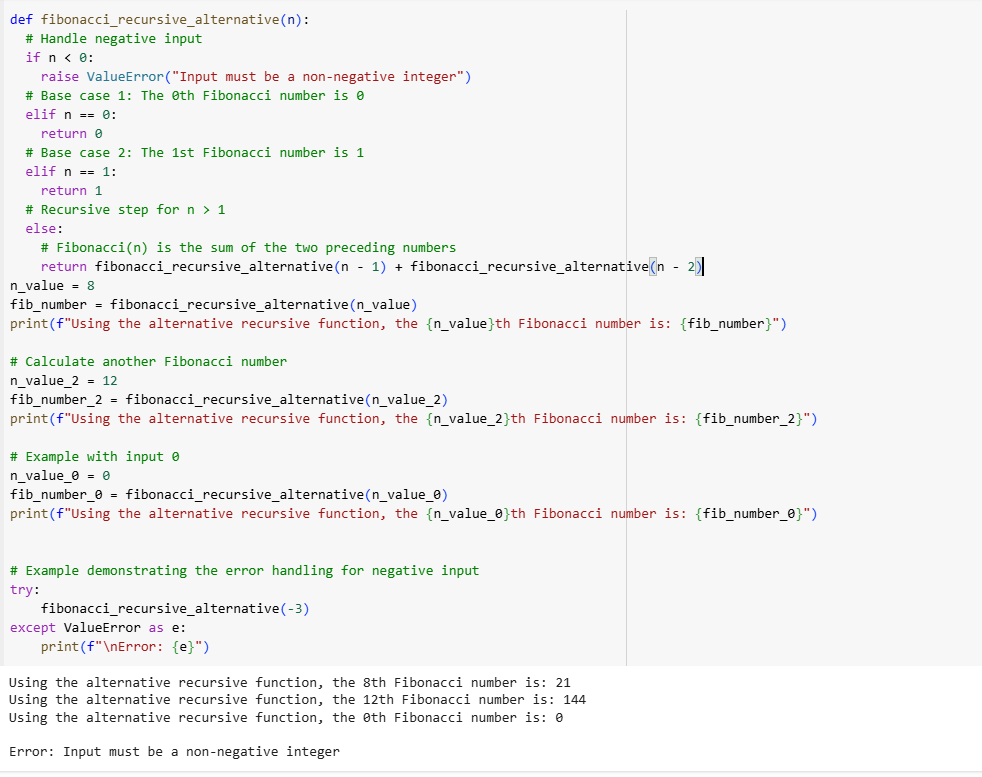 def fibonacci_recursive_alternative(n):
  # Handle negative input
  if n < 0:
    raise ValueError("Input must be a non-negative integer")
  # Base case 1: The 0th Fibonacci number is 0
  elif n == 0:
    return 0
  # Base case 2: The 1st Fibonacci number is 1
  elif n == 1:
    return 1
  # Recursive step for n > 1
  else:
    # Fibonacci(n) is the sum of the two preceding numbers
    return fibonacci_recursive_alternative(n - 1) + fibonacci_recursive_alternative(n - 2)
n_value = 8
fib_number = fibonacci_recursive_alternative(n_value)
print(f"Using the alternative recursive function, the {n_value}th Fibonacci number is: {fib_number}")

# Calculate another Fibonacci number
n_value_2 = 12
fib_number_2 = fibonacci_recursive_alternative(n_value_2)
print(f"Using the alternative recursive function, the {n_value_2}th Fibonacci number is: {fib_number_2}")

# Example with input 0
n_value_0 = 0
fib_number_0 = fibonacci_recursive_alternative(n_value_0)
print(f"Using the alternative recursive function, the {n_value_0}th Fibonacci number is: {fib_number_0}")


# Example demonstrating the error handling for negative input
try:
    fibonacci_recursive_alternative(-3)
except ValueError as e:
    print(f"\nError: {e}")
Using the alternative recursive function, the 8th Fibonacci number is: 21
Using the alternative recursive function, the 12th Fibonacci number is: 144
Using the alternative recursive function, the 0th Fibonacci number is: 0

Error: Input must be a non-negative integer